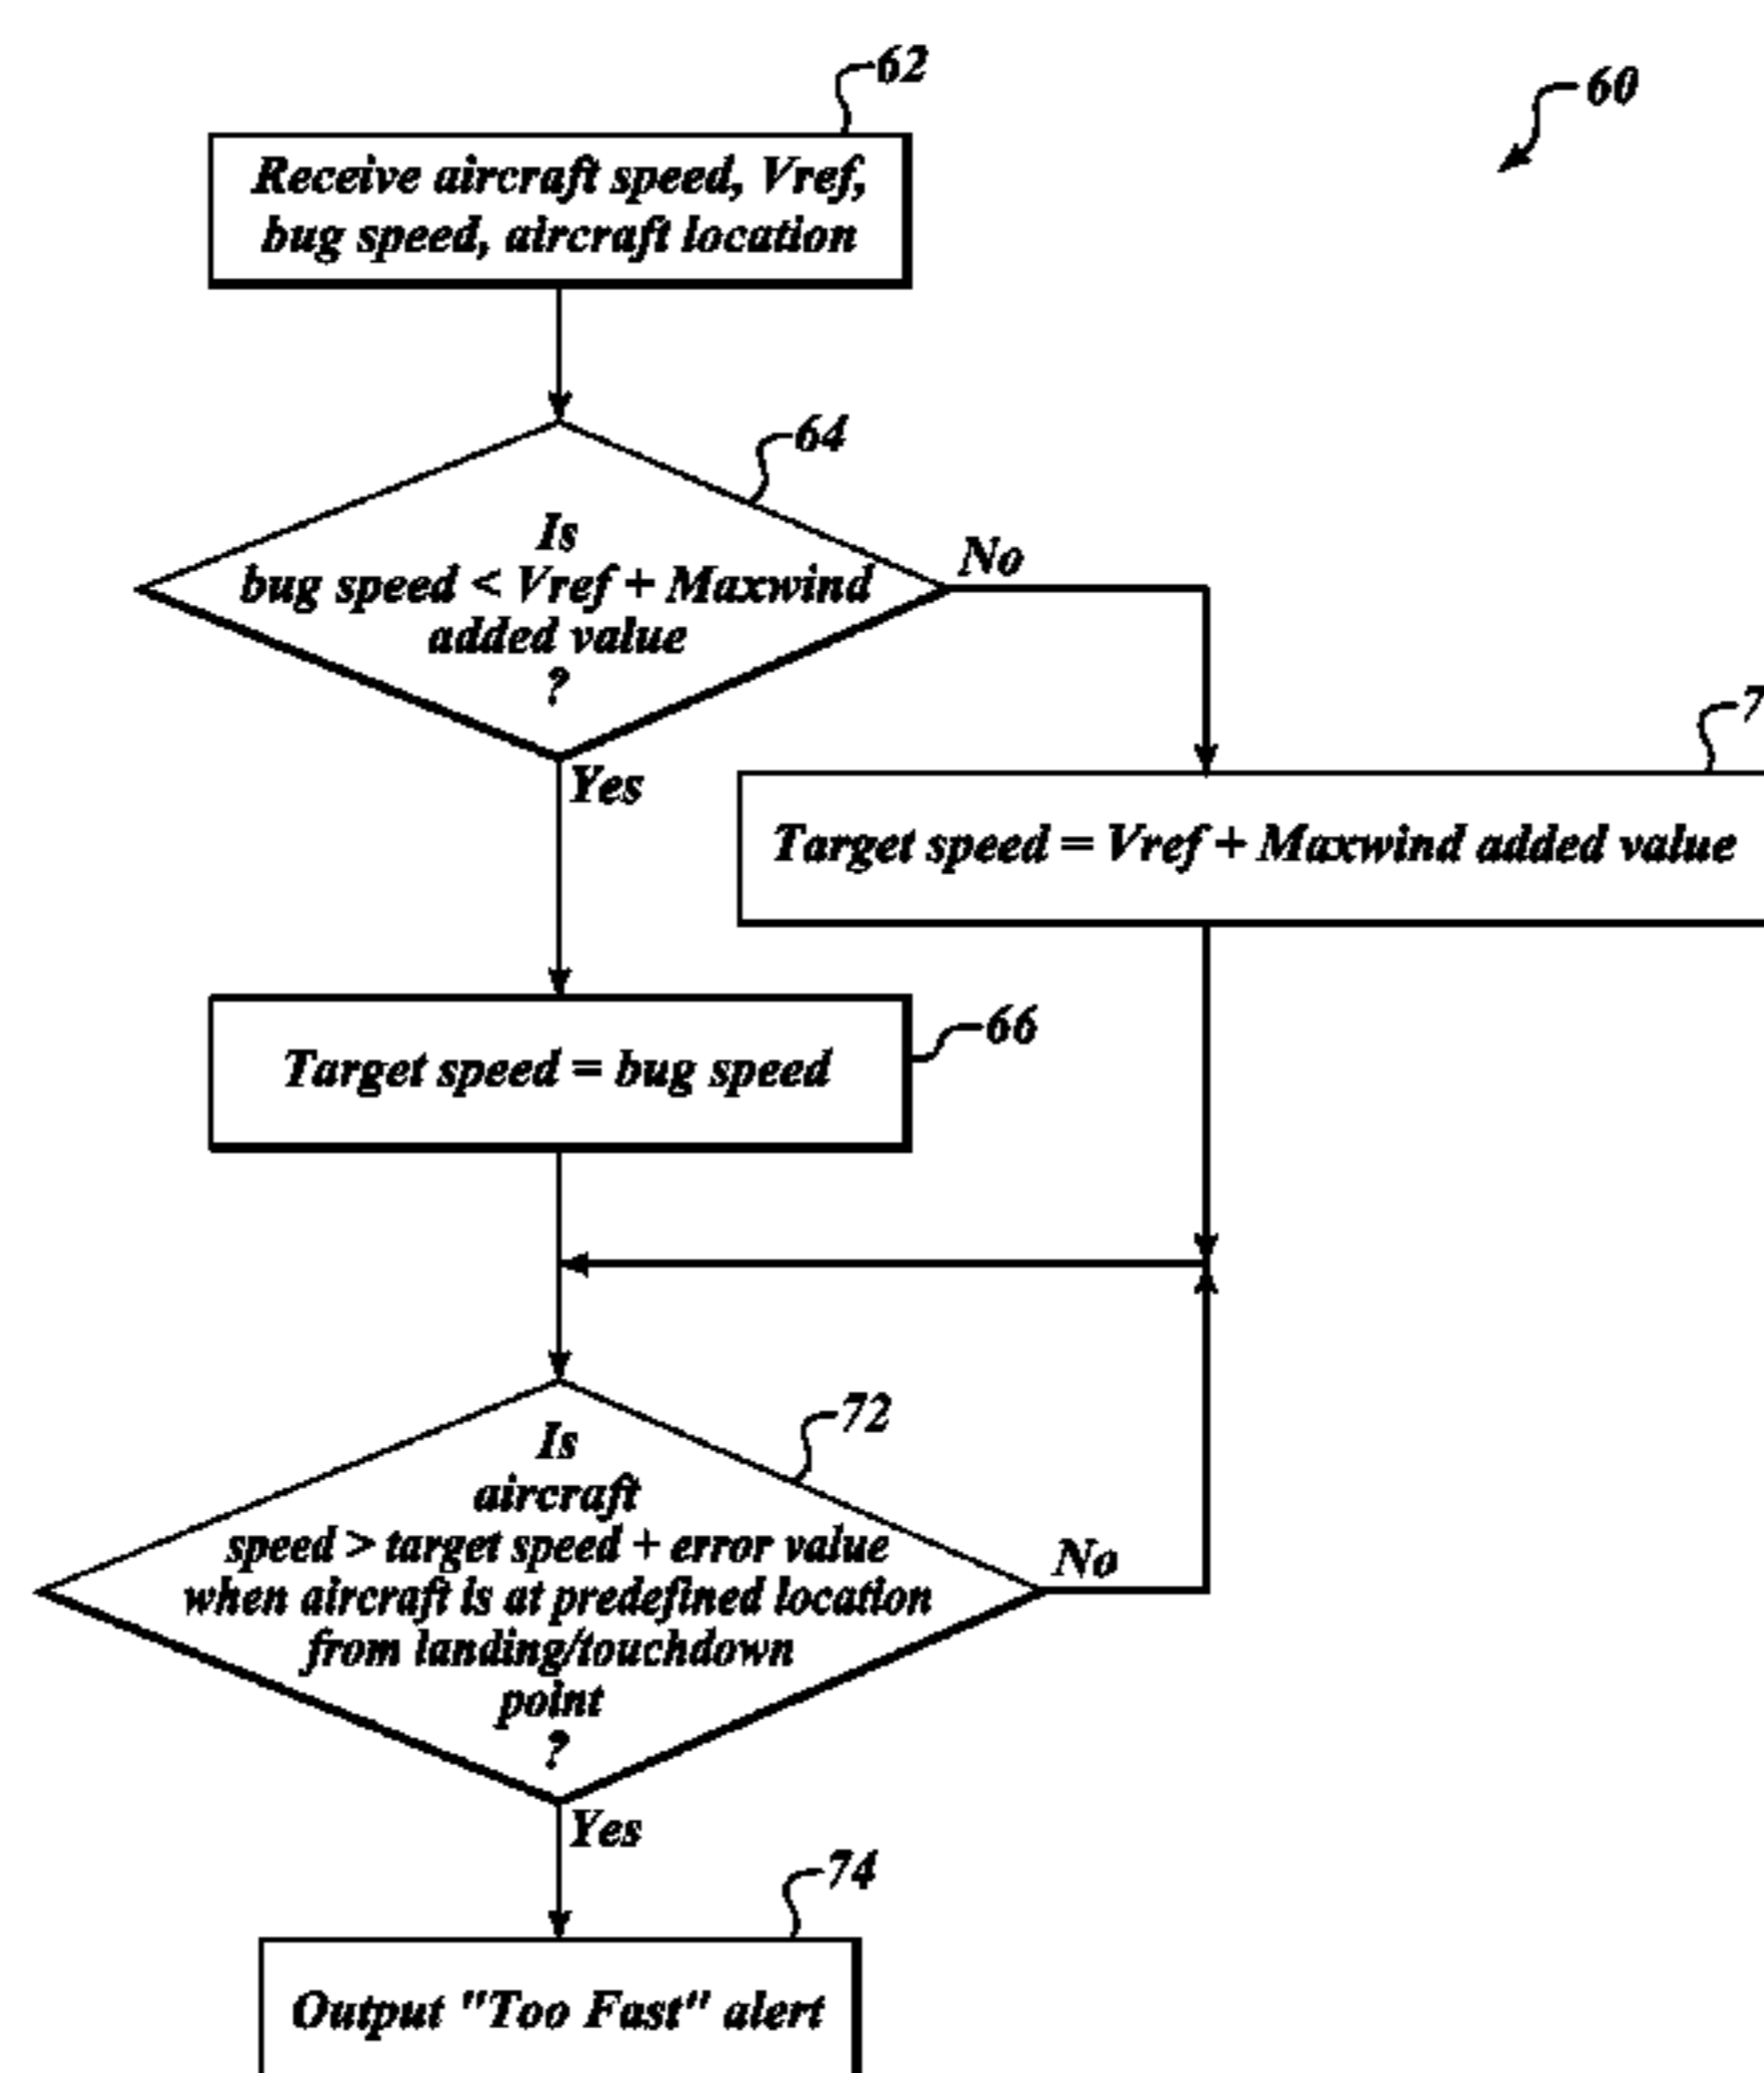 62
60
Receive aircraft speed, Vref,
bug speed, aircraft location
64
Is
bug speed < Vref + Maxwind
added value
?
No
Yes
Target speed = Vref + Maxwind added value
66
Target speed = bug speed
72
Is
aircraft
speed > target speed + error value
when aircraft is at predefined location
from landing/touchdown
point
?
No
Yes
74
Output "Too Fast" alert